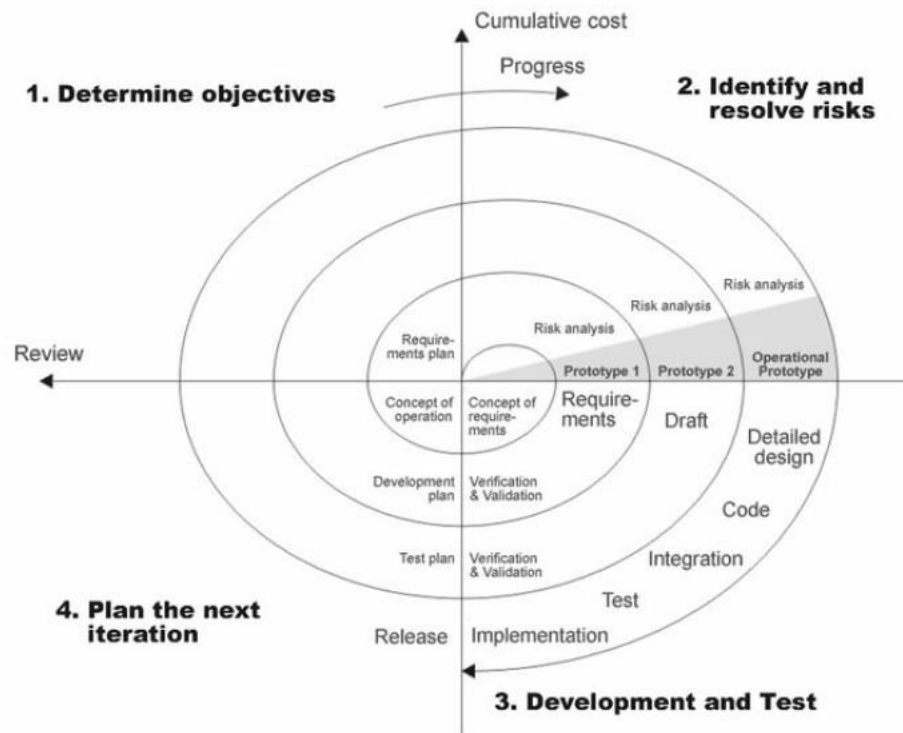 Cumulative cost
Progress
1. Determine objectives
2. Identify and
resolve risks
Risk analysis
Risk analysis
Risk analysis
Require-
ments plan
Review
Prototype 1
Prototype 2
Operational
Prototype
Concept of
operation
Concept of
require-
ments
Require-
ments
Draft
Detailed
design
Development
plan
Verification
& Validation
Code
Test plan
Verification
& Validation
Integration
Test
4. Plan the next
iteration
Release
Implementation
3. Development and Test